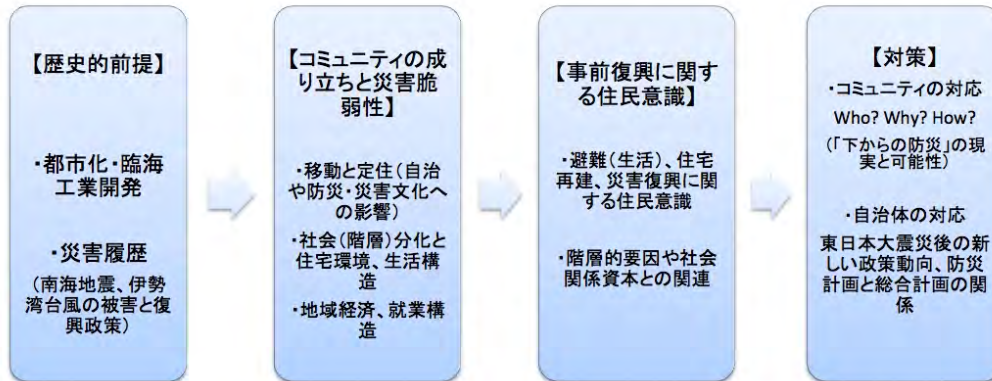 【歴史的前提】
・都市化・臨海
工業開発
・災害履歴
(南海地震、伊勢
湾台風の被害と復
興政策)
【コミュニティの成
り立ちと災害脆
弱性】
・移動と定住(自治
や防災・災害文化へ
の影響)
・社会(階層)分化と
住宅環境、生活構
造
・地域経済、就業構
造
【事前復興に関す
る住民意識】
・避難(生活)、住宅
再建、災害復興に関
する住民意識
・階層的要因や社会
関係資本との関連
【対策】
・コミュニティの対応
Who? Why? How?
(「下からの防災」の現
実と可能性)
・自治体の対応
東日本大震災後の新
しい政策動向、防災
計画と総合計画の関
係